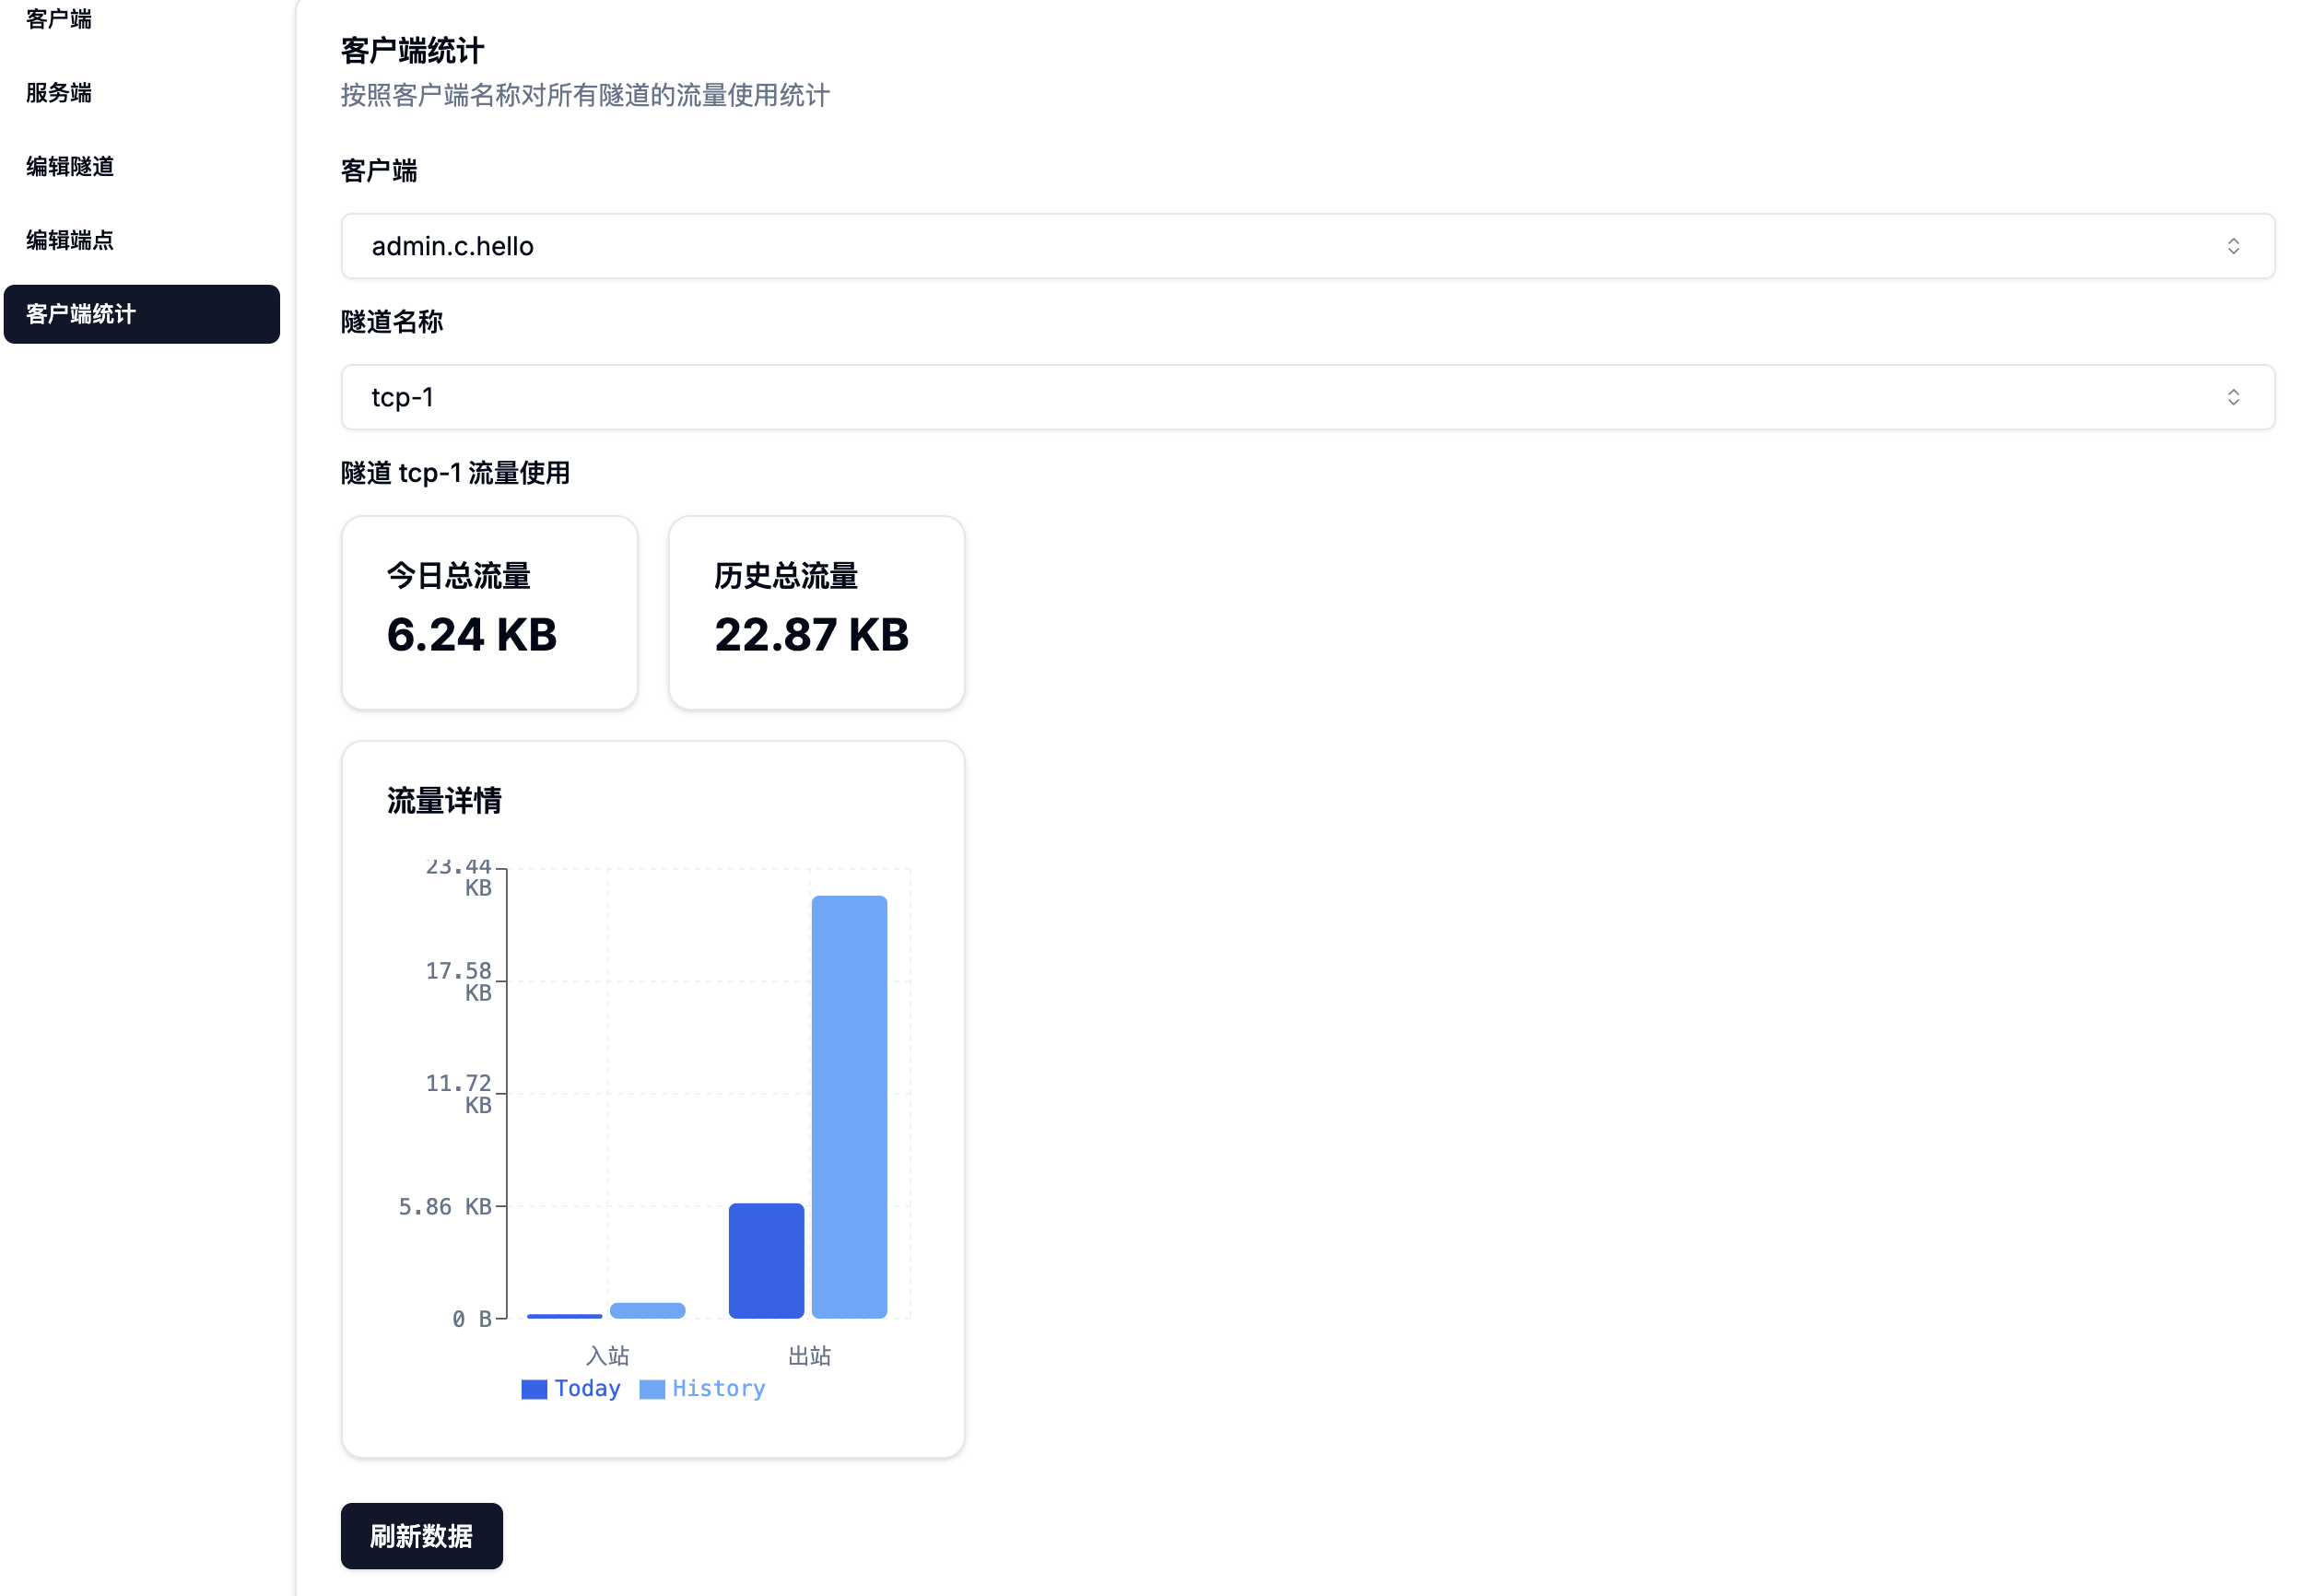 客户端
服务端
编辑隧道
编辑端点
客户端统计
客户端统计
按照客户端名称对所有隧道的流量使用统计
客户端
admin.c.hello
隧道名称
tcp-1
隧道 tcp-1 流量使用
今日总流量
6.24 KB
历史总流量
22.87 KB
流量详情
23.44
KB
17.58
KB
11.72
KB
5.86 KB
0 B
入站
出站
Today
History
刷新数据